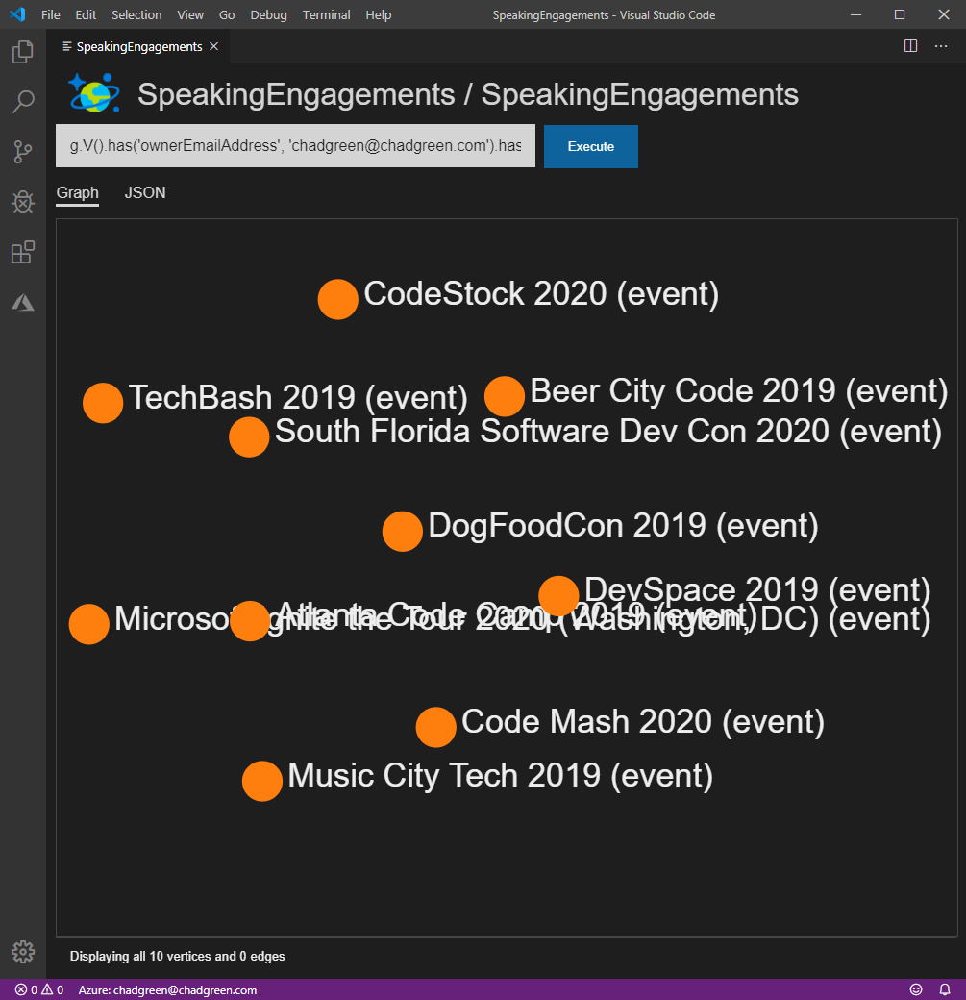 File Edit Selection View Go Debug Terminal Help SpeakingEngagements - Visual Studio Code
SpeakingEngagements
SpeakingEngagements / SpeakingEngagements
g.V().has('ownerEmailAddress', 'chadgreen@chadgreen.com').has Execute
Graph JSON
CodeStock 2020 (event)
TechBash 2019 (event)
Beer City Code 2019 (event)
South Florida Software Dev Con 2020 (event)
DogFoodCon 2019 (event)
DevSpace 2019 (event)
Atlanta Code Camp 2019 (event)
Microsoft Ignite the Tour 2020 (Washington, DC) (event)
Code Mash 2020 (event)
Music City Tech 2019 (event)
Displaying all 10 vertices and 0 edges
0 0 Azure: chadgreen@chadgreen.com